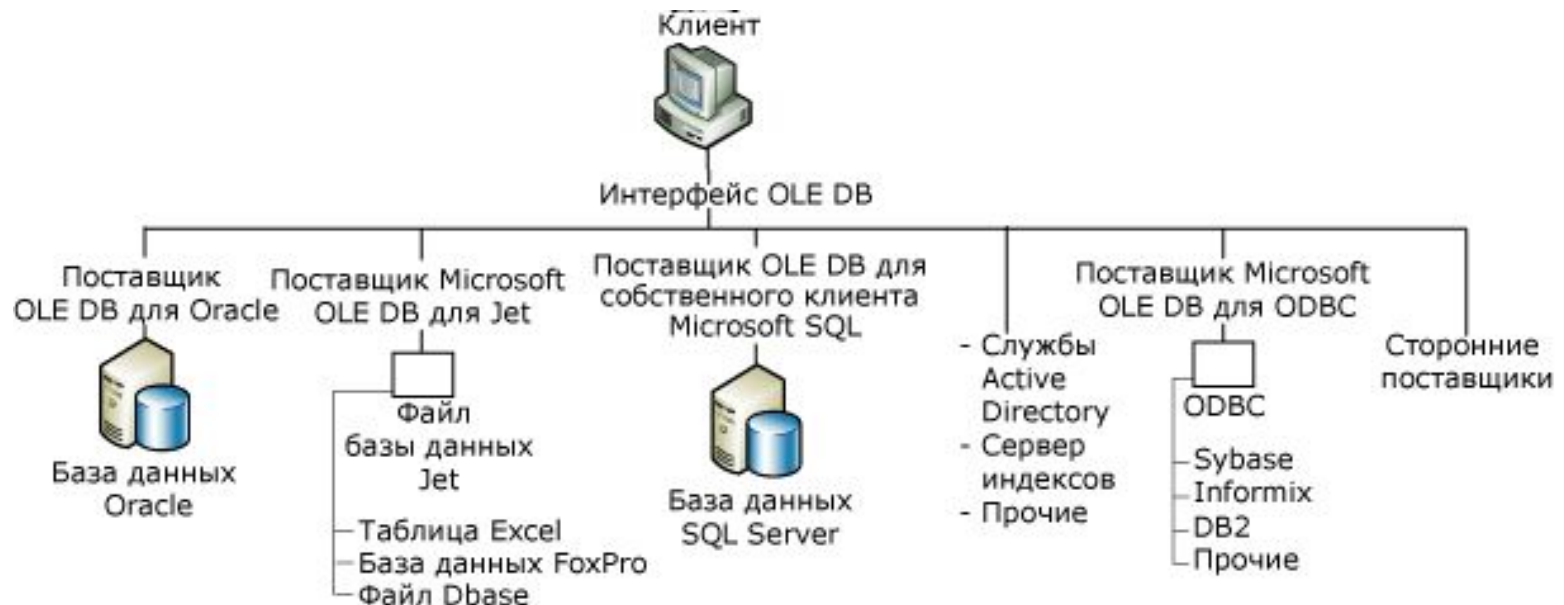 Клиент
Интерфейс OLE DB
Поставщик
OLE DB для Oracle
База данных
Oracle
Поставщик Microsoft
OLE DB для Jet
Файл
базы данных
Jet
Таблица Excel
База данных FoxPro
Файл Dbase
Поставщик OLE DB для
собственного клиента
Microsoft SQL
База данных
SQL Server
- Службы
Active
Directory
- Сервер
индексов
- Прочие
Поставщик Microsoft
OLE DB для ODBC
ODBC
Sybase
Informix
DB2
Прочие
Сторонние
поставщики